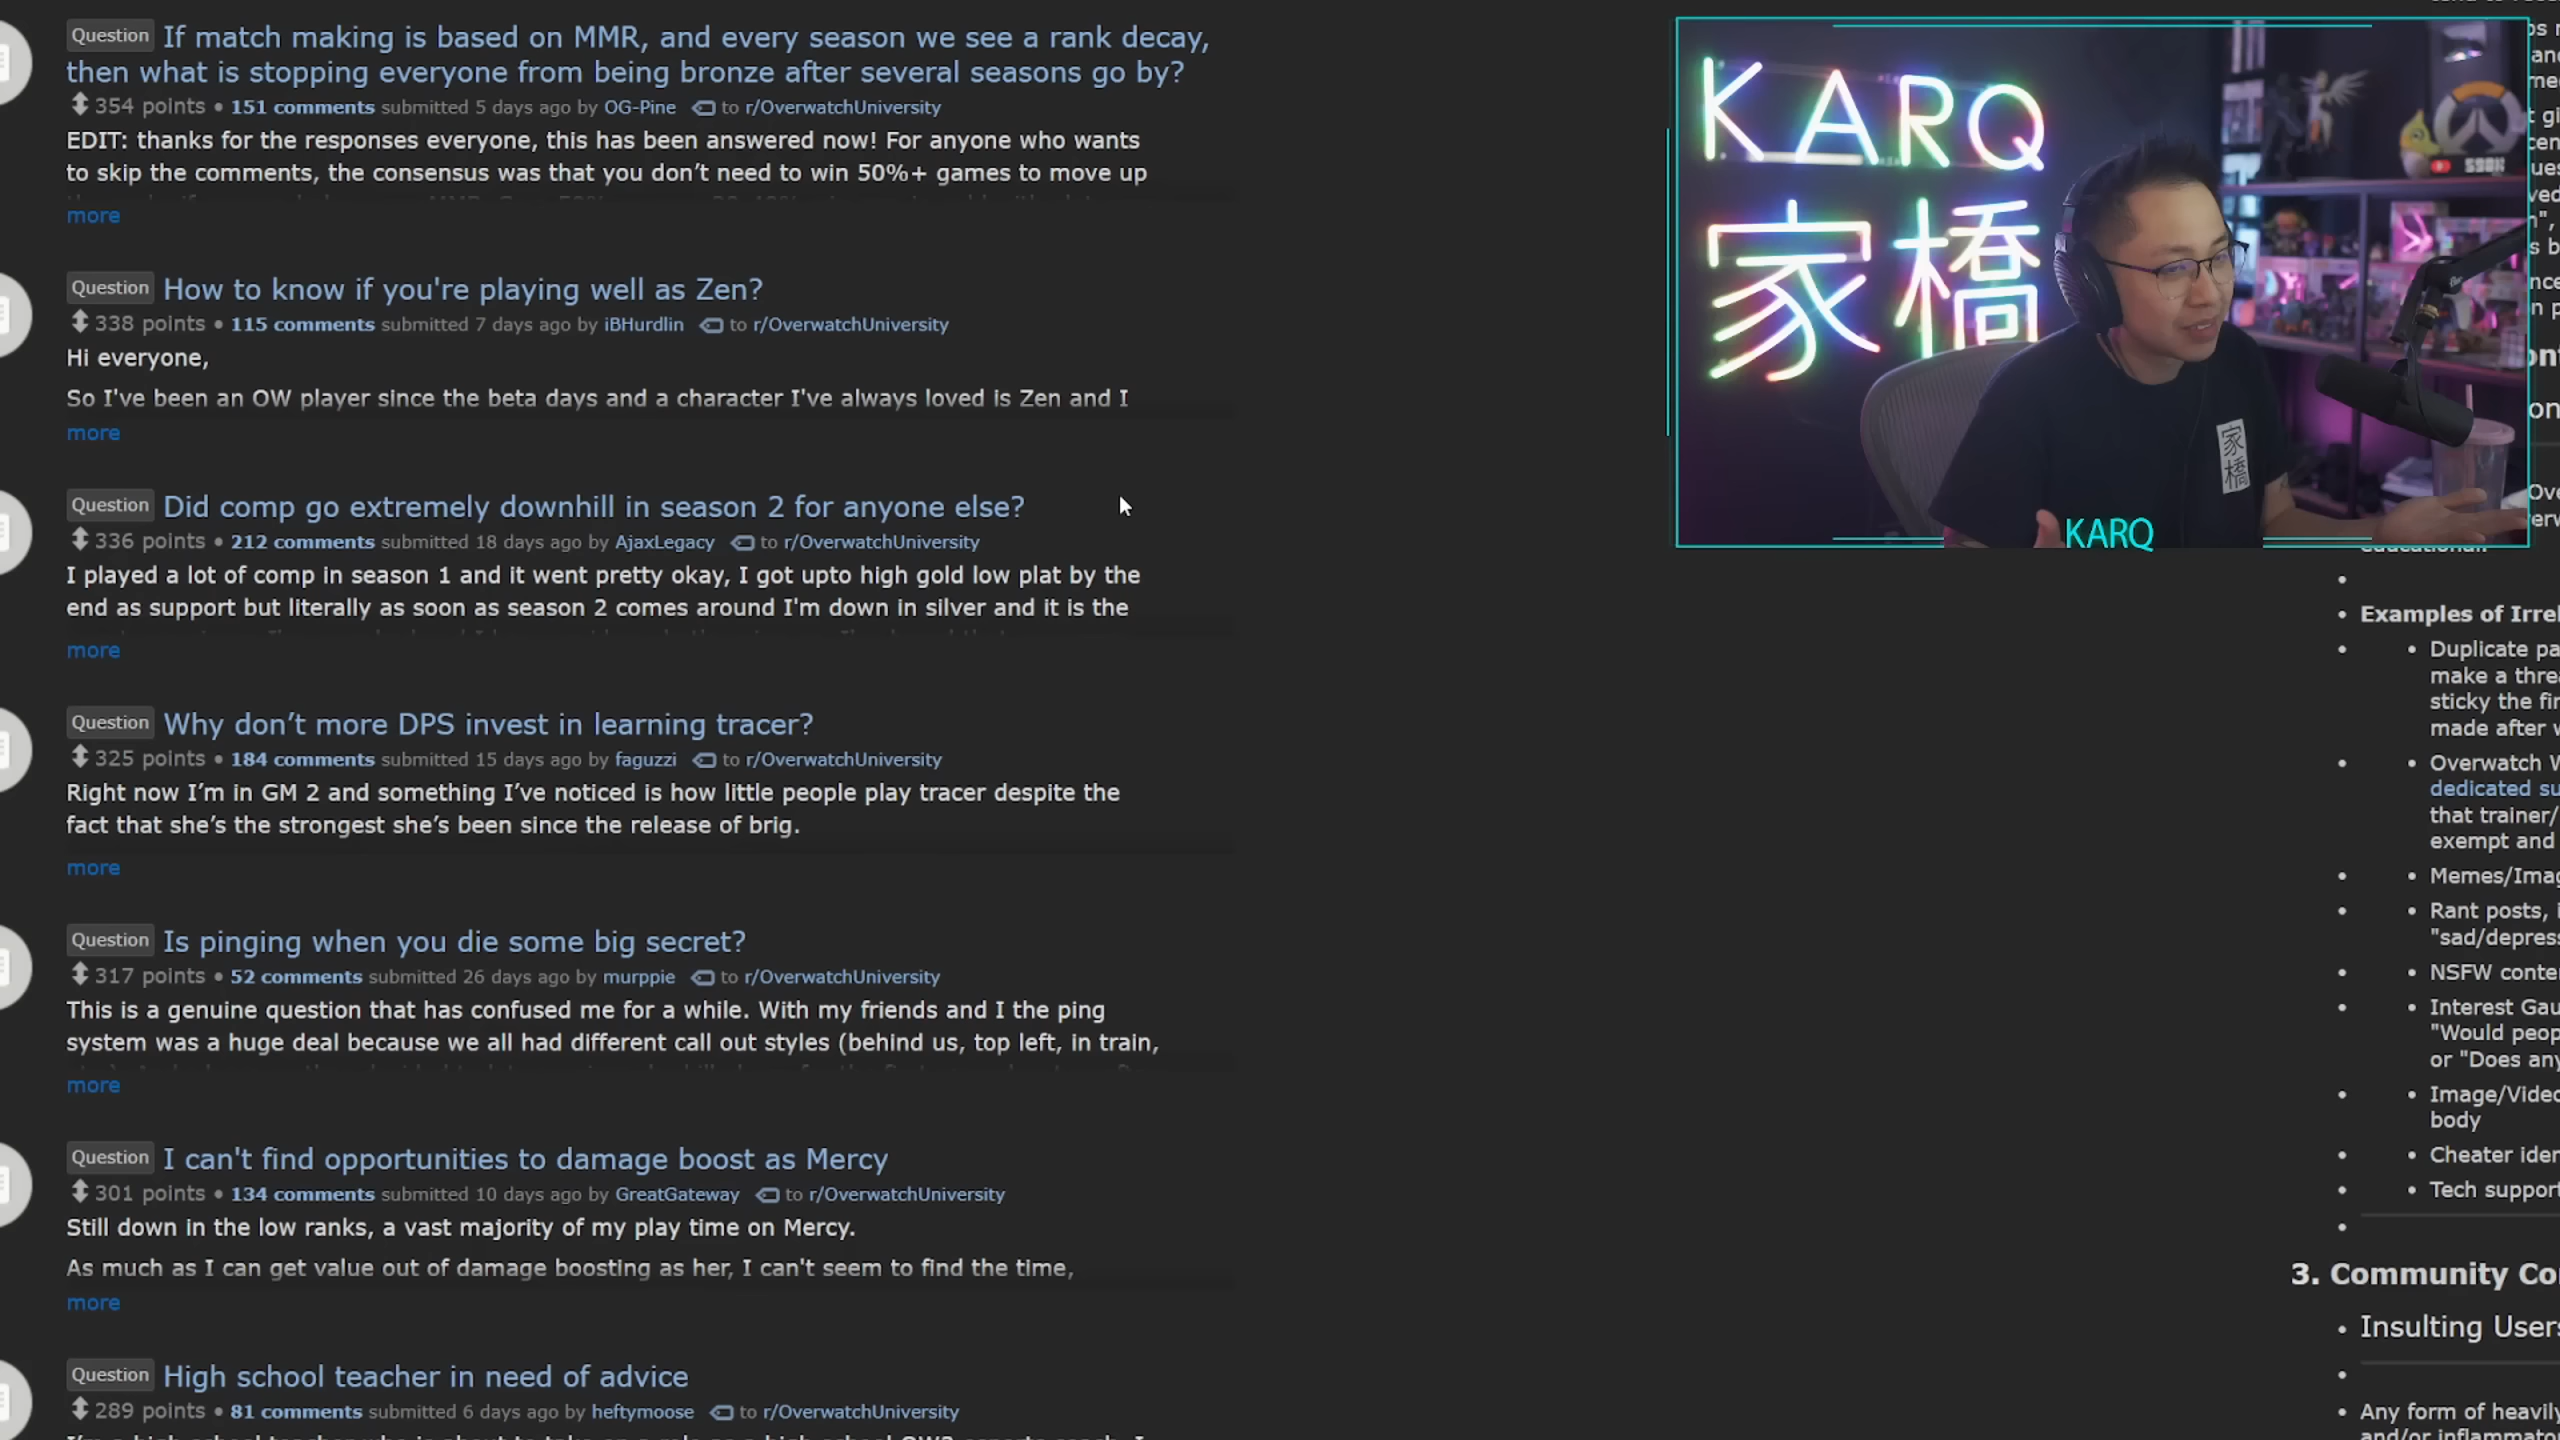 Question If match making is based on MMR, and every season we see a rank decay,
then what is stopping everyone from being bronze after several seasons go by?
354 points • 151 comments submitted 5 days ago by OG-Pine to r/OverwatchUniversity
EDIT: thanks for the responses everyone, this has been answered now! For anyone who wants
to skip the comments, the consensus was that you don’t need to win 50%+ games to move up
more
Question How to know if you're playing well as Zen?
338 points • 115 comments submitted 7 days ago by iBHurdlin to r/OverwatchUniversity
Hi everyone,
So I've been an OW player since the beta days and a character I've always loved is Zen and I
more
Question Did comp go extremely downhill in season 2 for anyone else?
336 points • 212 comments submitted 18 days ago by AjaxLegacy to r/OverwatchUniversity
I played a lot of comp in season 1 and it went pretty okay, I got upto high gold low plat by the
end as support but literally as soon as season 2 comes around I'm down in silver and it is the
more
Question Why don’t more DPS invest in learning tracer?
325 points • 184 comments submitted 15 days ago by faguzzi to r/OverwatchUniversity
Right now I’m in GM 2 and something I’ve noticed is how little people play tracer despite the
fact that she’s the strongest she’s been since the release of brig.
more
Question Is pinging when you die some big secret?
317 points • 52 comments submitted 26 days ago by murppie to r/OverwatchUniversity
This is a genuine question that has confused me for a while. With my friends and I the ping
system was a huge deal because we all had different call out styles (behind us, top left, in train,
more
Question I can't find opportunities to damage boost as Mercy
301 points • 134 comments submitted 10 days ago by GreatGateway to r/OverwatchUniversity
Still down in the low ranks, a vast majority of my play time on Mercy.
As much as I can get value out of damage boosting as her, I can't seem to find the time,
more
Question High school teacher in need of advice
289 points • 81 comments submitted 6 days ago by heftymoose to r/OverwatchUniversity
KARQ
家橋
家橋
KARQ
• Examples of Irrel
• Duplicate pa
make a threa
sticky the fir
made after w
• Overwatch W
dedicated su
that trainer/
exempt and
• Memes/Imag
• Rant posts, i
"sad/depress
• NSFW conte
• Interest Gau
"Would peop
or "Does any
• Image/Video
body
• Cheater iden
• Tech support
3. Community Co
• Insulting Users
• Any form of heavily